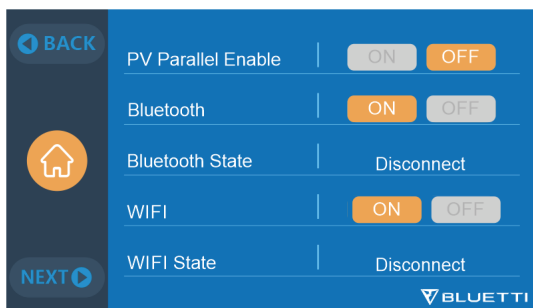 BACK
PV Parallel Enable ON OFF
Bluetooth ON OFF
Bluetooth State Disconnect
WIFI ON OFF
WIFI State Disconnect
NEXT
BLUETTI